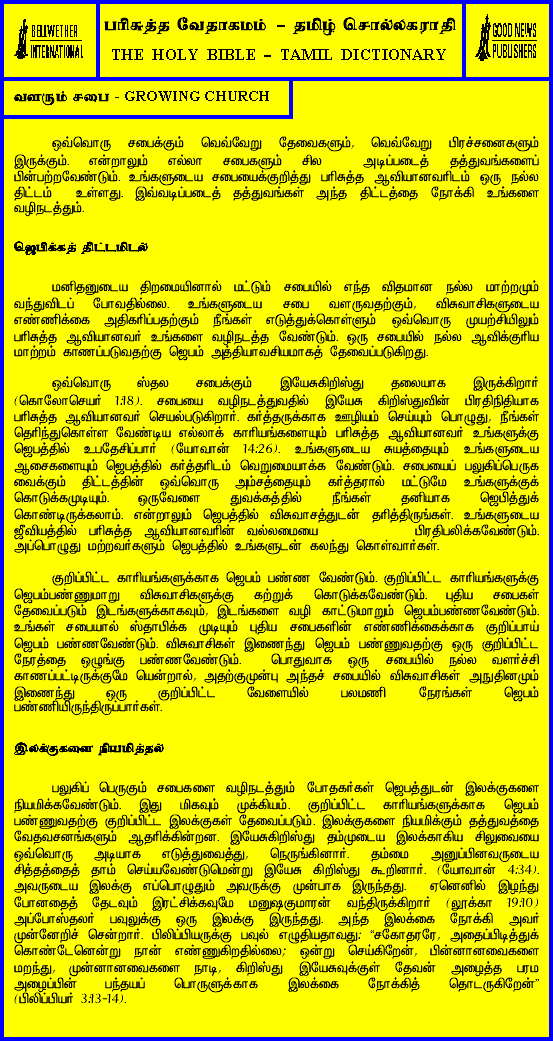 BELLWETHER
INTERNATIONAL
பரிசுத்த வேதாகமம் – தமிழ் சொல்லகராதி
THE HOLY BIBLE – TAMIL DICTIONARY
GOOD NEWS
PUBLISHERS
வளரும் சபை - GROWING CHURCH
ஒவ்வொரு சபைக்கும் வெவ்வேறு தேவைகளும், வெவ்வேறு பிரச்சனைகளும்
இருக்கும். என்றாலும் எல்லா சபைகளும் சில அடிப்படைத் தத்துவங்களைப்
பின்பற்றவேண்டும். உங்களுடைய சபையைக்குறித்து பரிசுத்த ஆவியானவரிடம் ஒரு நல்ல
திட்டம் உள்ளது. இவ்வடிப்படைத் தத்துவங்கள் அந்த திட்டத்தை நோக்கி உங்களை
வழிநடத்தும்.
ஜெபிக்கத் திட்டமிடல்
மனிதனுடைய திறமையினால் மட்டும் சபையில் எந்த விதமான நல்ல மாற்றமும்
வந்துவிடப் போவதில்லை. உங்களுடைய சபை வளருவதற்கும், விசுவாசிகளுடைய
எண்ணிக்கை அதிகரிப்பதற்கும் நீங்கள் எடுத்துக்கொள்ளும் ஒவ்வொரு முயற்சியிலும்
பரிசுத்த ஆவியானவர் உங்களை வழிநடத்த வேண்டும். ஒரு சபையில் நல்ல ஆவிக்குரிய
மாற்றம் காணப்படுவதற்கு ஜெபம் அத்தியாவசியமாகத் தேவைப்படுகிறது.
ஒவ்வொரு ஸ்தல சபைக்கும் இயேசுகிறிஸ்து தலையாக இருக்கிறார்
(கொலோசெயர் 1:18). சபையை வழிநடத்துவதில் இயேசு கிறிஸ்துவின் பிரதிநிதியாக
பரிசுத்த ஆவியானவர் செயல்படுகிறார். கர்த்தருக்காக ஊழியம் செய்யும் பொழுது, நீங்கள்
தெரிந்துகொள்ள வேண்டிய எல்லாக் காரியங்களையும் பரிசுத்த ஆவியானவர் உங்களுக்கு
ஜெபத்தில் உபதேசிப்பார் (யோவான் 14:26). உங்களுடைய சுயத்தையும் உங்களுடைய
ஆசைகளையும் ஜெபத்தில் கர்த்தரிடம் வெறுமையாக்க வேண்டும். சபையைப் பலுகிப்பெருக
வைக்கும் திட்டத்தின் ஒவ்வொரு அம்சத்தையும் கர்த்தரால் மட்டுமே உங்களுக்குக்
கொடுக்கமுடியும். ஒருவேளை துவக்கத்தில் நீங்கள் தனியாக ஜெபித்துக்
கொண்டிருக்கலாம். என்றாலும் ஜெபத்தில் விசுவாசத்துடன் தரித்திருங்கள். உங்களுடைய
ஜீவியத்தில் பரிசுத்த ஆவியானவரின் வல்லமையை பிரதிபலிக்கவேண்டும்.
அப்பொழுது மற்றவர்களும் ஜெபத்தில் உங்களுடன் கலந்து கொள்வார்கள்.
குறிப்பிட்ட காரியங்களுக்காக ஜெபம் பண்ண வேண்டும். குறிப்பிட்ட காரியங்களுக்கு
ஜெபம்பண்ணுமாறு விசுவாசிகளுக்கு கற்றுக் கொடுக்கவேண்டும். புதிய சபைகள்
தேவைப்படும் இடங்களுக்காகவும், இடங்களை வழி காட்டுமாறும் ஜெபம்பண்ணவேண்டும்.
உங்கள் சபையால் ஸ்தாபிக்க முடியும் புதிய சபைகளின் எண்ணிக்கைக்காக குறிப்பாய்
ஜெபம் பண்ணவேண்டும். விசுவாசிகள் இணைந்து ஜெபம் பண்ணுவதற்கு ஒரு குறிப்பிட்ட
நேரத்தை ஒழுங்கு பண்ணவேண்டும். பொதுவாக ஒரு சபையில் நல்ல வளர்ச்சி
காணப்பட்டிருக்குமே யென்றால், அதற்குமுன்பு அந்தச் சபையில் விசுவாசிகள் அநுதினமும்
இணைந்து ஒரு குறிப்பிட்ட வேளையில் பலமணி நேரங்கள் ஜெபம்
பண்ணியிருந்திருப்பார்கள்.
இலக்குகளை நியமித்தல்
பலுகிப் பெருகும் சபைகளை வழிநடத்தும் போதகர்கள் ஜெபத்துடன் இலக்குகளை
நியமிக்கவேண்டும். இது மிகவும் முக்கியம். குறிப்பிட்ட காரியங்களுக்காக ஜெபம்
பண்ணுவதற்கு குறிப்பிட்ட இலக்குகள் தேவைப்படும். இலக்குகளை நியமிக்கும் தத்துவத்தை
வேதவசனங்களும் ஆதரிக்கின்றன. இயேசுகிறிஸ்து தம்முடைய இலக்காகிய சிலுவையை
ஒவ்வொரு அடியாக எடுத்துவைத்து, நெருங்கினார். தம்மை அனுப்பினவருடைய
சித்தத்தைத் தாம் செய்யவேண்டுமென்று இயேசு கிறிஸ்து கூறினார். (யோவான் 4:34).
அவருடைய இலக்கு எப்பொழுதும் அவருக்கு முன்பாக இருந்தது. ஏனெனில் இழந்து
போனதைத் தேடவும் இரட்சிக்கவுமே மனுஷகுமாரன் வந்திருக்கிறார் (லூக்கா 19:10)
அப்போஸ்தலர் பவுலுக்கு ஒரு இலக்கு இருந்தது. அந்த இலக்கை நோக்கி அவர்
முன்னேறிச் சென்றார். பிலிப்பியருக்கு பவுல் எழுதியதாவது: “சகோதரரே, அதைப்பிடித்துக்
கொண்டேனென்று நான் எண்ணுகிறதில்லை; ஒன்று செய்கிறேன், பின்னானவைகளை
மறந்து, முன்னானவைகளை நாடி, கிறிஸ்து இயேசுவுக்குள் தேவன் அழைத்த பரம
அழைப்பின் பந்தயப் பொருளுக்காக இலக்கை நோக்கித் தொடருகிறேன்”
(பிலிப்பியர் 3:13-14).